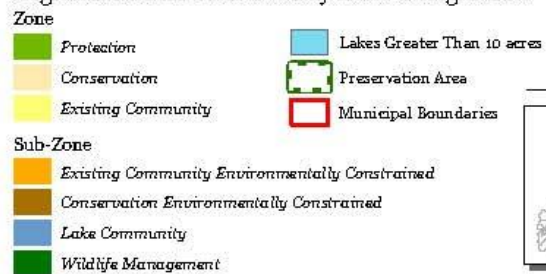 Zone
Protection
Conservation
Existing Community
Lakes Greater Than 10 acres
Preservation Area
Municipal Boundaries
Sub-Zone
Existing Community Environmentally Constrained
Conservation Environmentally Constrained
Lake Community
Wildlife Management